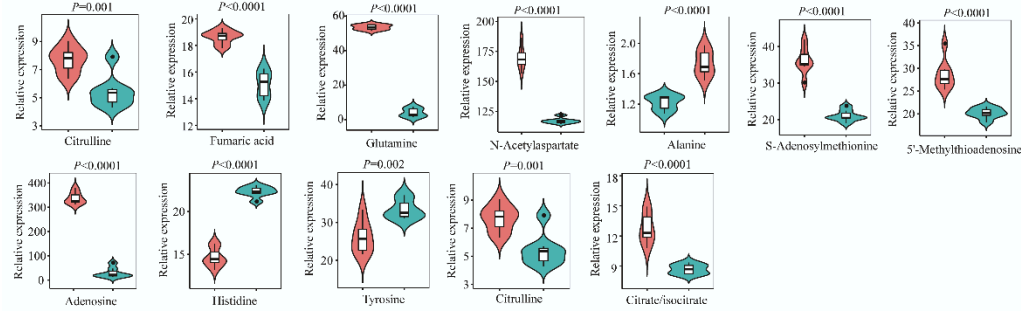 P=0.001
Relative expression
9
7
5
3
Citrulline
P<0.0001
Relative expression
20
18
16
14
12
Fumaric acid
P<0.0001
Relative expression
60
40
20
0
Glutamine
P<0.0001
Relative expression
200
175
150
125
N-Acetylaspartate
P<0.0001
Relative expression
2.0
1.6
1.2
Alanine
P<0.0001
Relative expression
40
30
20
S-Adenosylmethionine
P<0.0001
Relative expression
35
30
25
20
5'-Methylthioadenosine
P<0.0001
Relative expression
400
300
200
100
0
Adenosine
P<0.0001
Relative expression
20
15
Histidine
P=0.002
Relative expression
40
30
20
Tyrosine
P=0.001
Relative expression
9
7
5
3
Citrulline
P<0.0001
Relative expression
18
15
12
9
Citrate/isocitrate